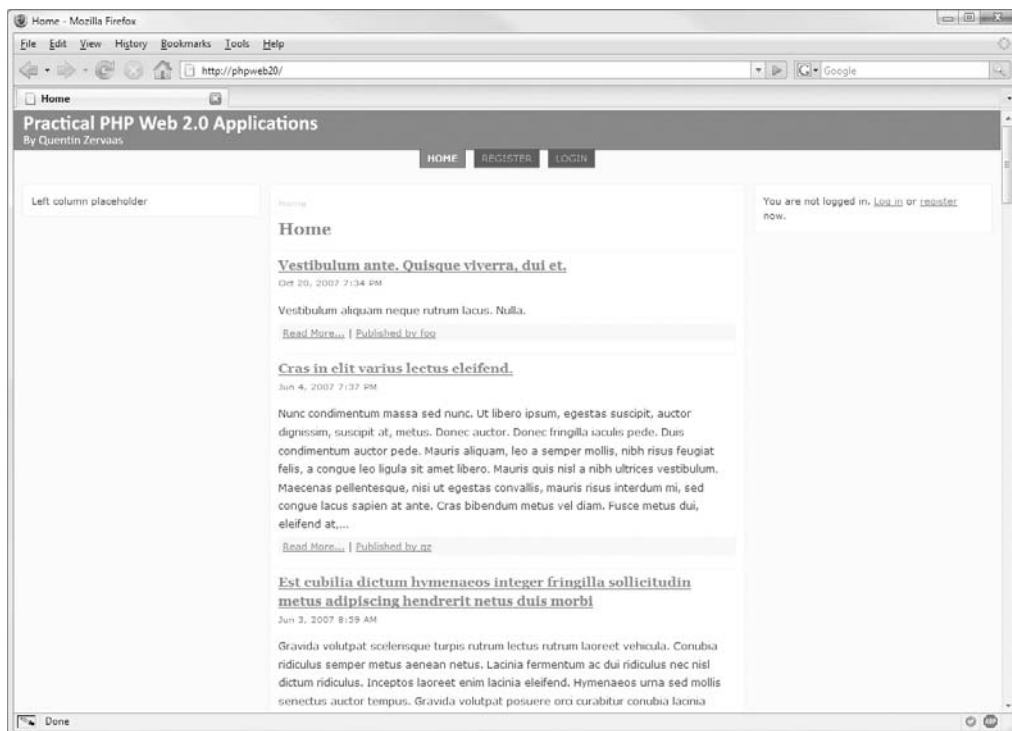 Home - Mozilla Firefox
File Edit View History Bookmarks Tools Help
http://phpweb20/
Google
Home
Practical PHP Web 2.0 Applications
By Quentin Zervaas
HOME REGISTER LOGIN
Left column placeholder
Home
Home
Vestibulum ante. Quisque viverra, dui et.
Oct 20, 2007 7:34 PM
Vestibulum aliquam neque rutrum lacus. Nulla.
Read More... | Published by foo
Cras in elit varius lectus eleifend.
Jun 4, 2007 7:37 PM
Nunc condimentum massa sed nunc. Ut libero ipsum, egestas suscipit, auctor
dignissim, suscipit at, metus. Donec auctor. Donec fringilla iaculis pede. Duis
condimentum auctor pede. Mauris aliquam, leo a semper mollis, nibh risus feugiat
felis, a congue leo ligula sit amet libero. Mauris quis nisl a nibh ultrices vestibulum.
Maecenas pellentesque, nisi ut egestas convallis, mauris risus interdum mi, sed
congue lacus sapien at ante. Cras bibendum metus vel diam. Fusce metus dui,
eleifend at,...
Read More... | Published by qz
Est cubilia dictum hymenaeos integer fringilla sollicitudin
metus adipiscing hendrerit netus duis morbi
Jun 3, 2007 8:59 AM
Gravida volutpat scelerisque turpis rutrum lectus rutrum laoreet vehicula. Conubia
ridiculus semper metus aenean netus. Lacinia fermentum ac dui ridiculus nec nisl
dictum ridiculus. Inceptos laoreet enim lacinia eleifend. Hymenaeos urna sed mollis
senectus auctor tempus. Gravida volutpat posuere orci curabitur conubia lacinia
You are not logged in. Log in or register
now.
Done
ABP